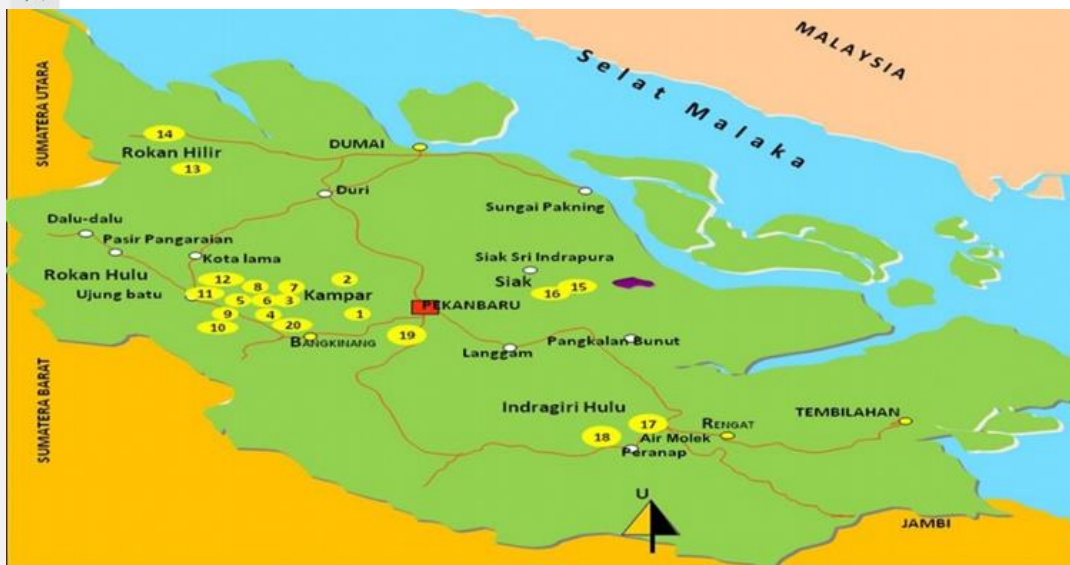 MALAYSIA
Selat Malaka
SUMATERA UTARA
14
Rokan Hilir
13
DUMAI
Duri
Sungai Pakning
Dalu-dalu
Pasir Pangaraian
Kota lama
Rokan Hulu
Ujung batu
Siak Sri Indrapura
Siak
16
15
12
8
7
2
11
5
6
3
Kampar
9
4
1
10
20
BANGKINANG
PEKANBARU
19
Langgam
Pangkalan Bunut
SUMATERA BARAT
Indragiri Hulu
17
18
Air Molek
Peranap
RENGAT
TEMBILAHAN
U
JAMBI